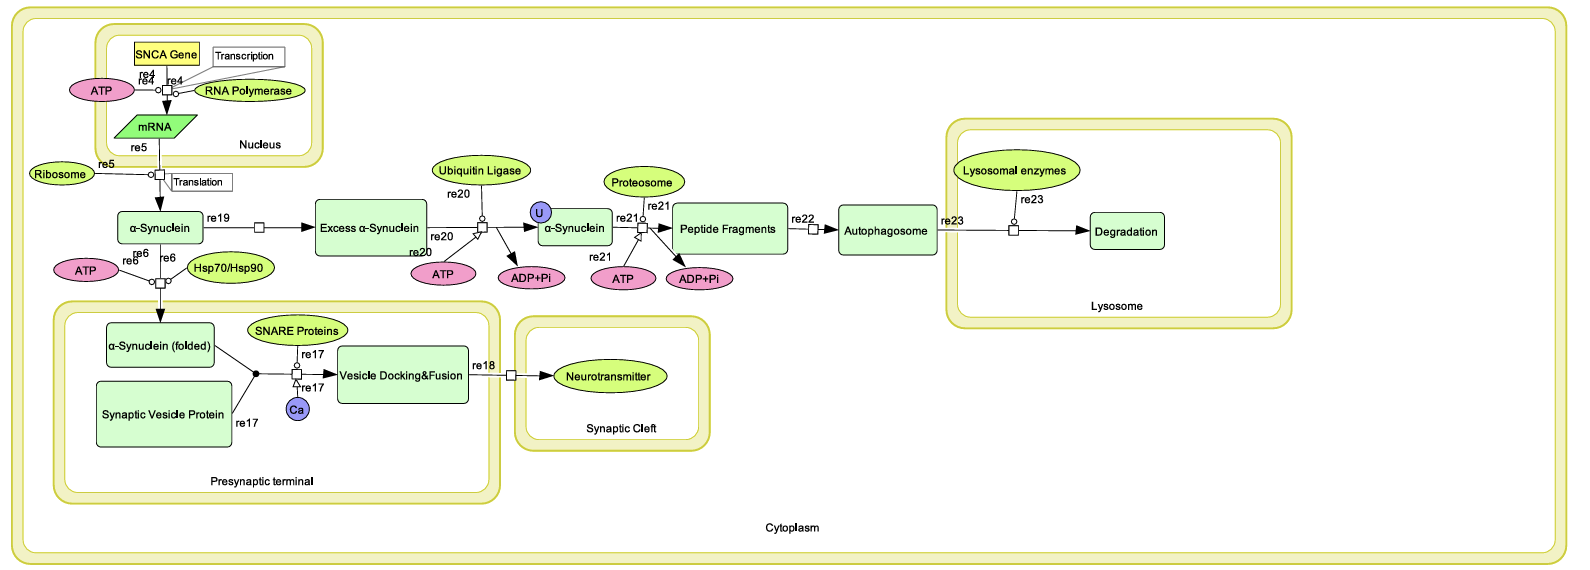 SNCA Gene
Transcription
re4
re4
re4
ATP
RNA Polymerase
mRNA
Nucleus
re5
Ribosome
re5
Translation
α-Synuclein
re19
Excess α-Synuclein
re20
Ubiquitin Ligase
re20
re20
ATP
ADP+Pi
U
α-Synuclein
re21
Proteosome
re21
re21
ATP
ADP+Pi
Peptide Fragments
re22
Autophagosome
re23
Lysosomal enzymes
re23
Degradation
Lysosome
re6
re6
re6
ATP
Hsp70/Hsp90
α-Synuclein (folded)
SNARE Proteins
re17
Synaptic Vesicle Protein
re17
re17
Ca
Vesicle Docking&Fusion
re18
Neurotransmitter
Synaptic Cleft
Presynaptic terminal
Cytoplasm